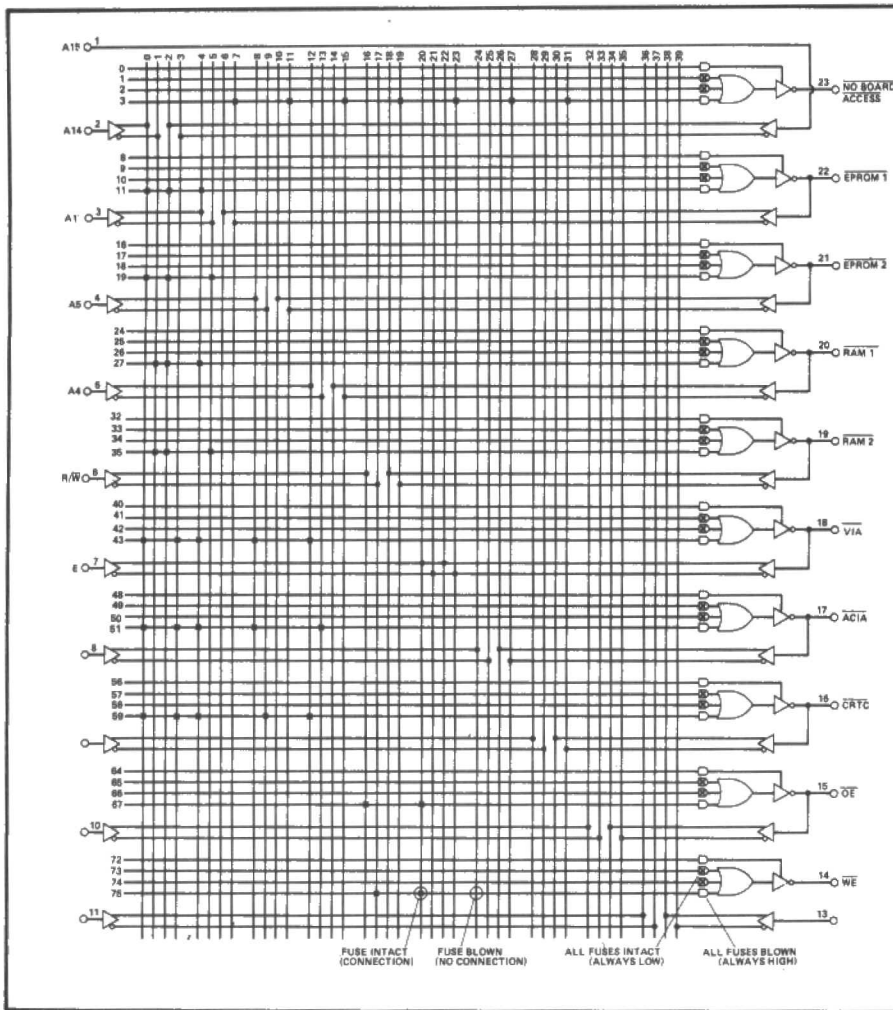 A15 1
0 1 2 3 4 5 6 7 8 9 10 11 12 13 14 15 16 17 18 19 20 21 22 23 24 25 26 27 28 29 30 31 32 33 34 35 36 37 38 39
0
1
2
3
23 NO BOARD
ACCESS
A14 2
8
9
10
11
22 EPROM 1
A1 3
16
17
18
19
21 EPROM 2
A5 4
24
25
26
27
20 RAM 1
A4 5
32
33
34
35
19 RAM 2
R/W 6
40
41
42
43
18 VIA
E 7
48
49
50
51
17 ACIA
8
56
57
58
59
16 CRTC
64
65
66
67
15 OE
10
72
73
74
75
14 WE
11
13
FUSE INTACT
(CONNECTION)
FUSE BLOWN
(NO CONNECTION)
ALL FUSES INTACT
(ALWAYS LOW)
ALL FUSES BLOWN
(ALWAYS HIGH)